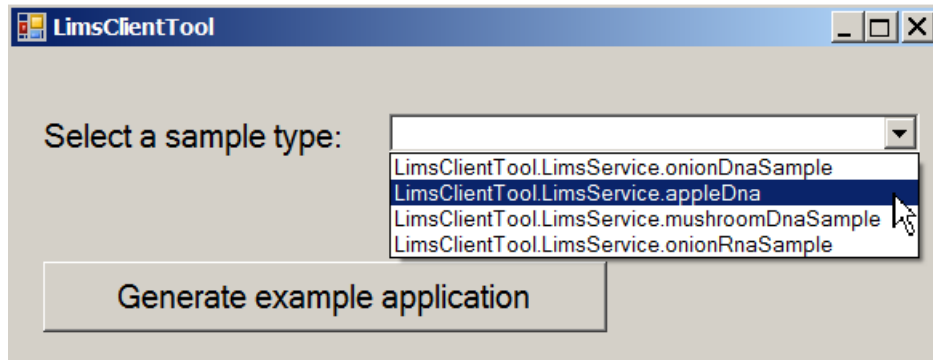 LimsClientTool
Select a sample type:
LimsClientTool.LimsService.onionDnaSample
LimsClientTool.LimsService.appleDna
LimsClientTool.LimsService.mushroomDnaSample
LimsClientTool.LimsService.onionRnaSample
Generate example application